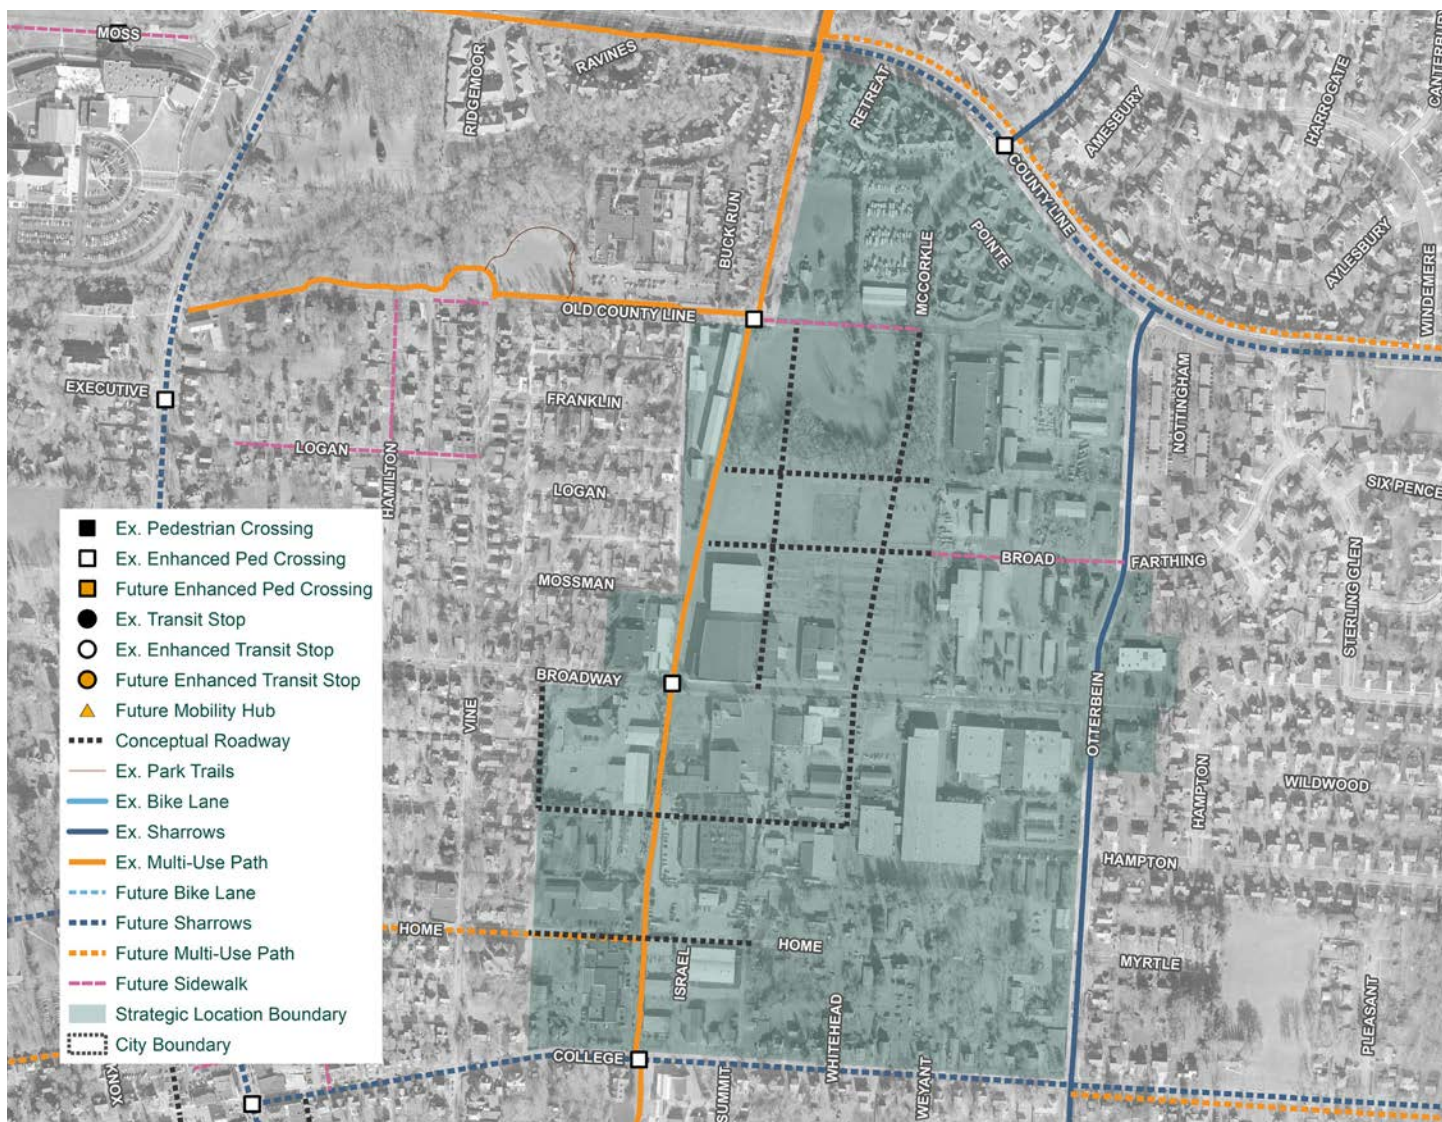 MOSS
RIDGEMOOR
RAVINES
RETREAT
AMESBURY
HARROGATE
CANTERBURY
BUCK RUN
MCCORKLE
POINTE
COUNTY LINE
AYLESBURY
WINDEMERE
OLD COUNTY LINE
EXECUTIVE
FRANKLIN
NOTTINGHAM
LOGAN
HAMILTON
LOGAN
SIX PENCE
MOSSMAN
BROAD
FARTHING
STERLING GLEN
BROADWAY
VINE
OTTERBEIN
HAMPTON
WILDWOOD
HAMPTON
HOME
HOME
ISRAEL
MYRTLE
PLEASANT
WHITEHEAD
COLLEGE
KNOX
SUMMIT
WEYANT
Ex. Pedestrian Crossing
Ex. Enhanced Ped Crossing
Future Enhanced Ped Crossing
Ex. Transit Stop
Ex. Enhanced Transit Stop
Future Enhanced Transit Stop
Future Mobility Hub
Conceptual Roadway
Ex. Park Trails
Ex. Bike Lane
Ex. Sharrows
Ex. Multi-Use Path
Future Bike Lane
Future Sharrows
Future Multi-Use Path
Future Sidewalk
Strategic Location Boundary
City Boundary